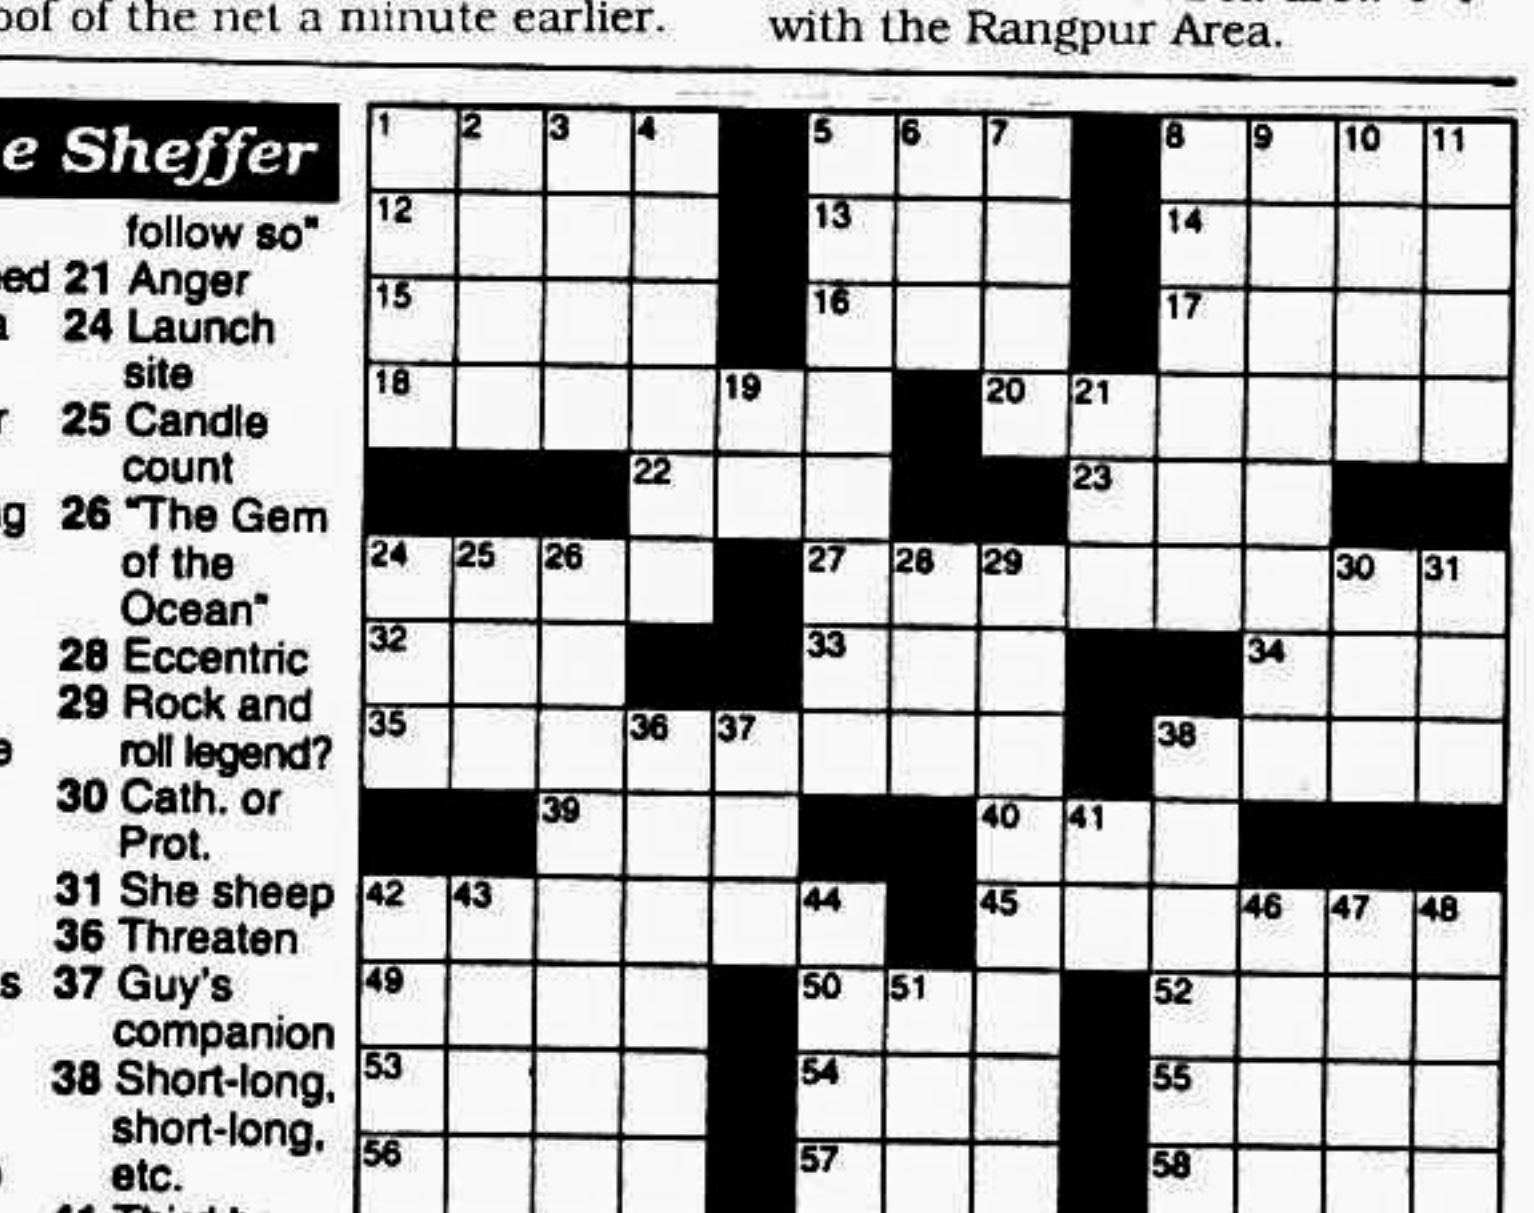 of the net a minute earlier.
with the Rangpur Area.
Sheffer
follow so"
21 Anger
24 Launch
site
25 Candle
count
26 "The Gem
of the
Ocean"
28 Eccentric
29 Rock and
roll legend?
30 Cath. or
Prot.
31 She sheep
36 Threaten
37 Guy's
companion
38 Short-long,
short-long,
etc.
1 2 3 4 5 6 7 8 9 10 11
12 13 14
15 16 17
18 19 20 21
22 23
24 25 26 27 28 29 30 31
32 33 34
35 36 37 38
39 40 41
42 43 44 45 46 47 48
49 50 51 52
53 54 55
56 57 58